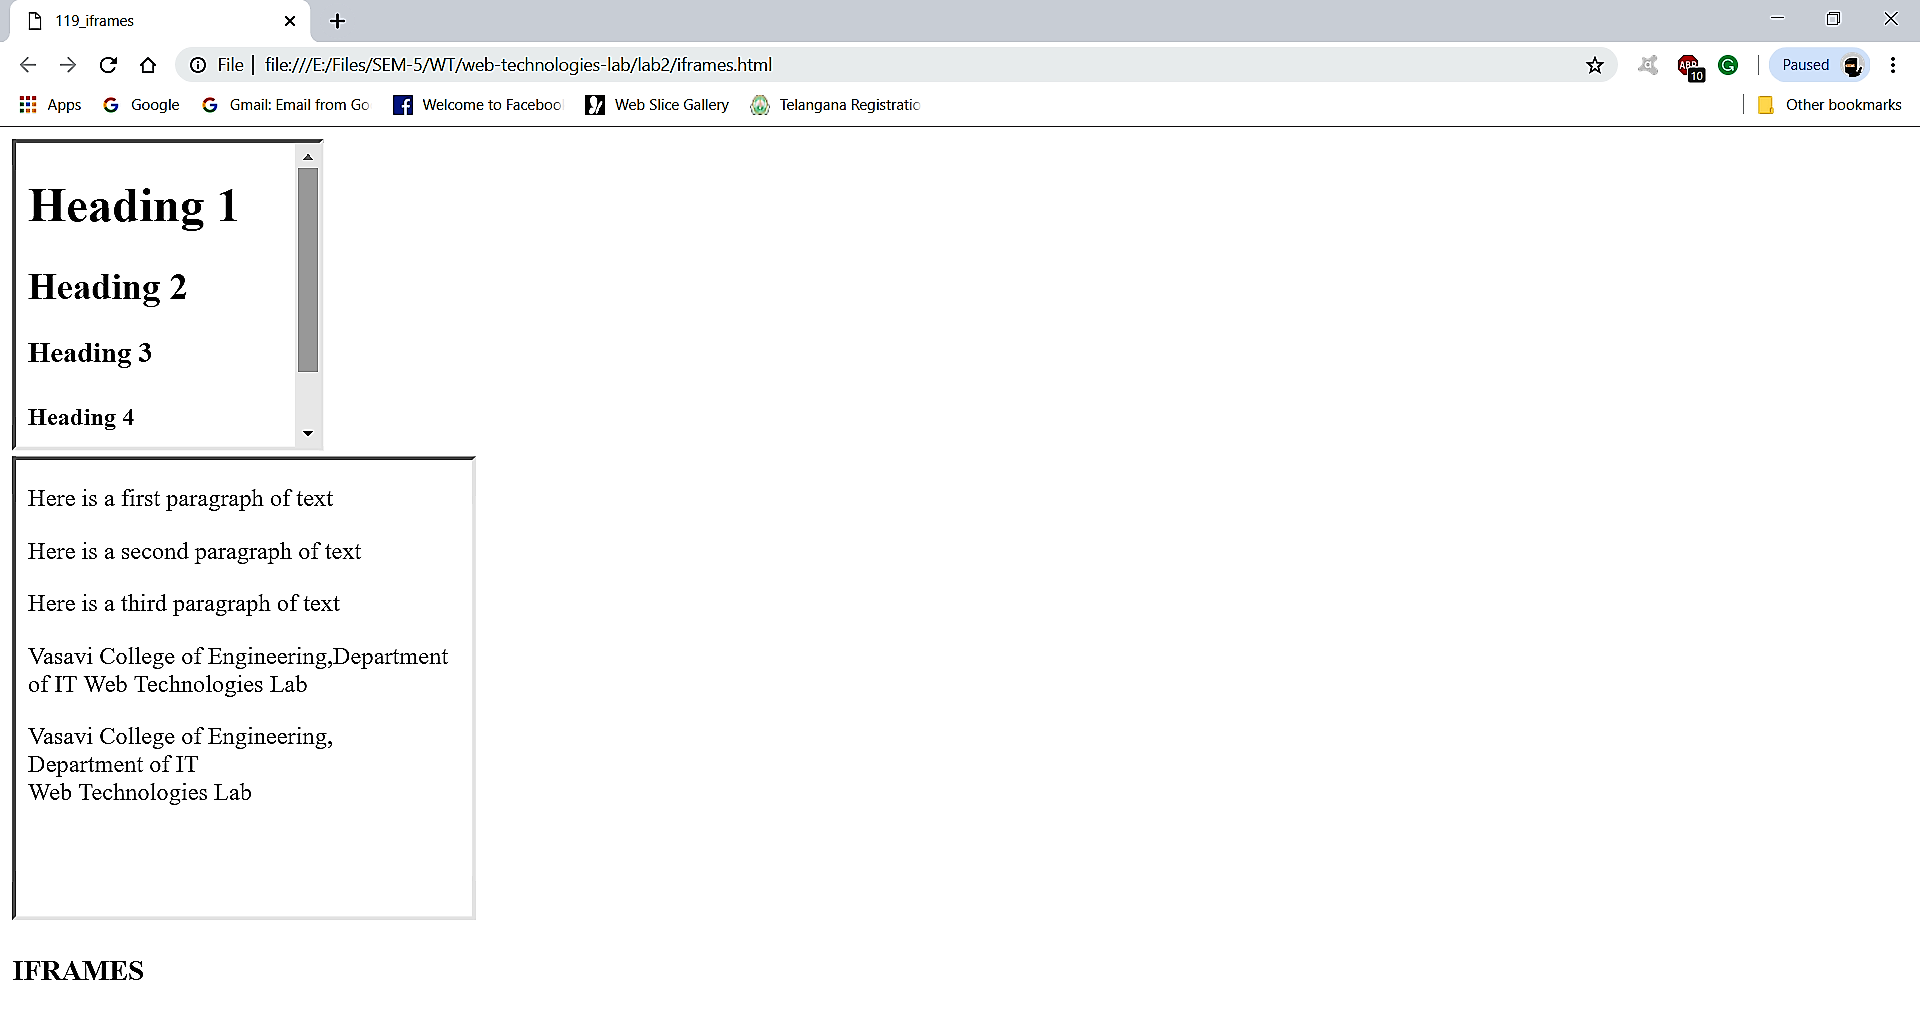 119_iframes
File | file:///E:/Files/SEM-5/WT/web-technologies-lab/lab2/iframes.html
ABP
10
G
Paused
Apps
Google
Gmail: Email from Go
Welcome to Faceboo
Web Slice Gallery
Telangana Registratio
Other bookmarks
Heading 1
Heading 2
Heading 3
Heading 4
Here is a first paragraph of text
Here is a second paragraph of text
Here is a third paragraph of text
Vasavi College of Engineering,Department
of IT Web Technologies Lab
Vasavi College of Engineering,
Department of IT
Web Technologies Lab
IFRAMES